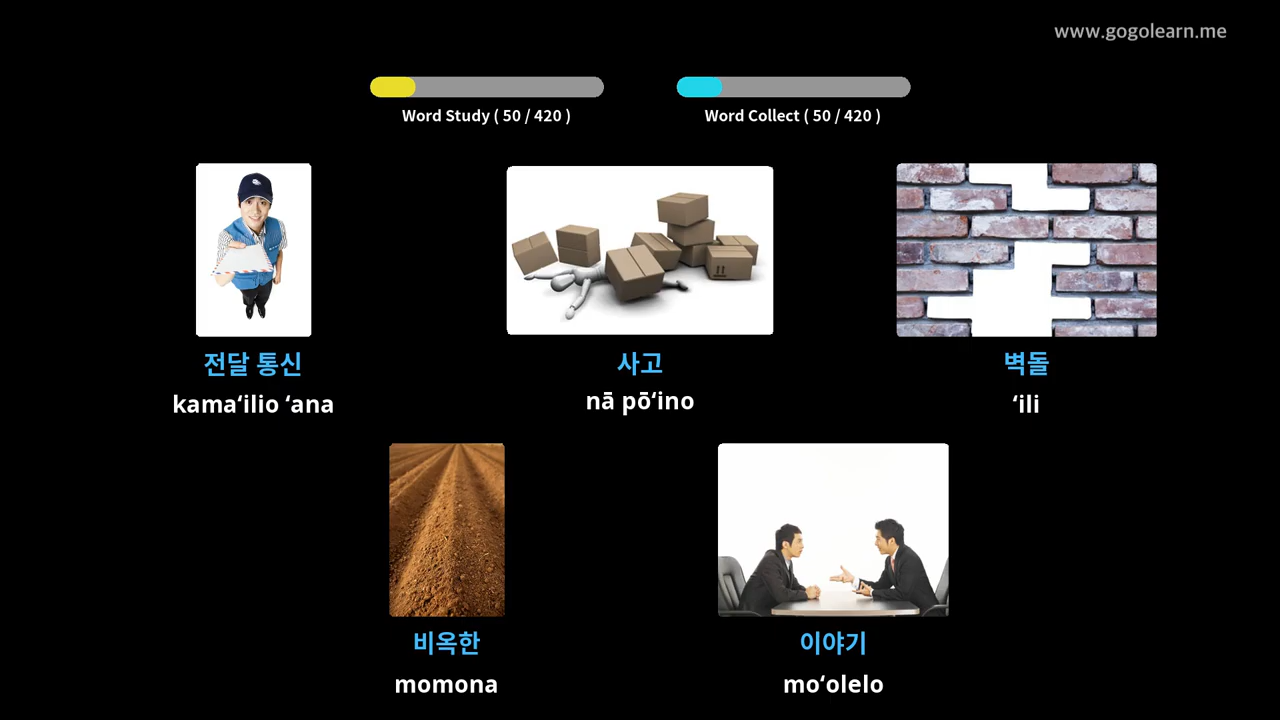 www.gogolearn.me
Word Study ( 50 / 420 )
Word Collect ( 50 / 420 )
전달 통신
kamaʻilio ʻana
사고
nā pōʻino
벽돌
ʻili
비옥한
momona
이야기
moʻolelo